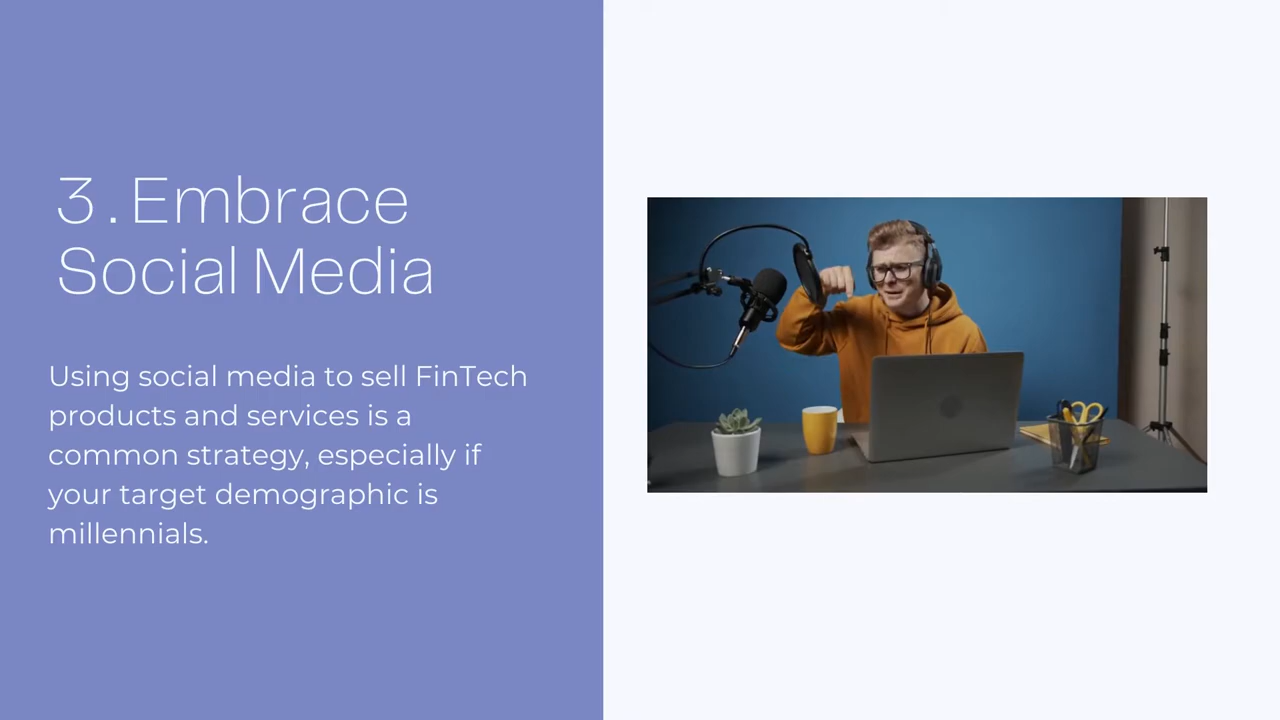 3. Embrace
Social Media
Using social media to sell FinTech
products and services is a
common strategy, especially if
your target demographic is
millennials.